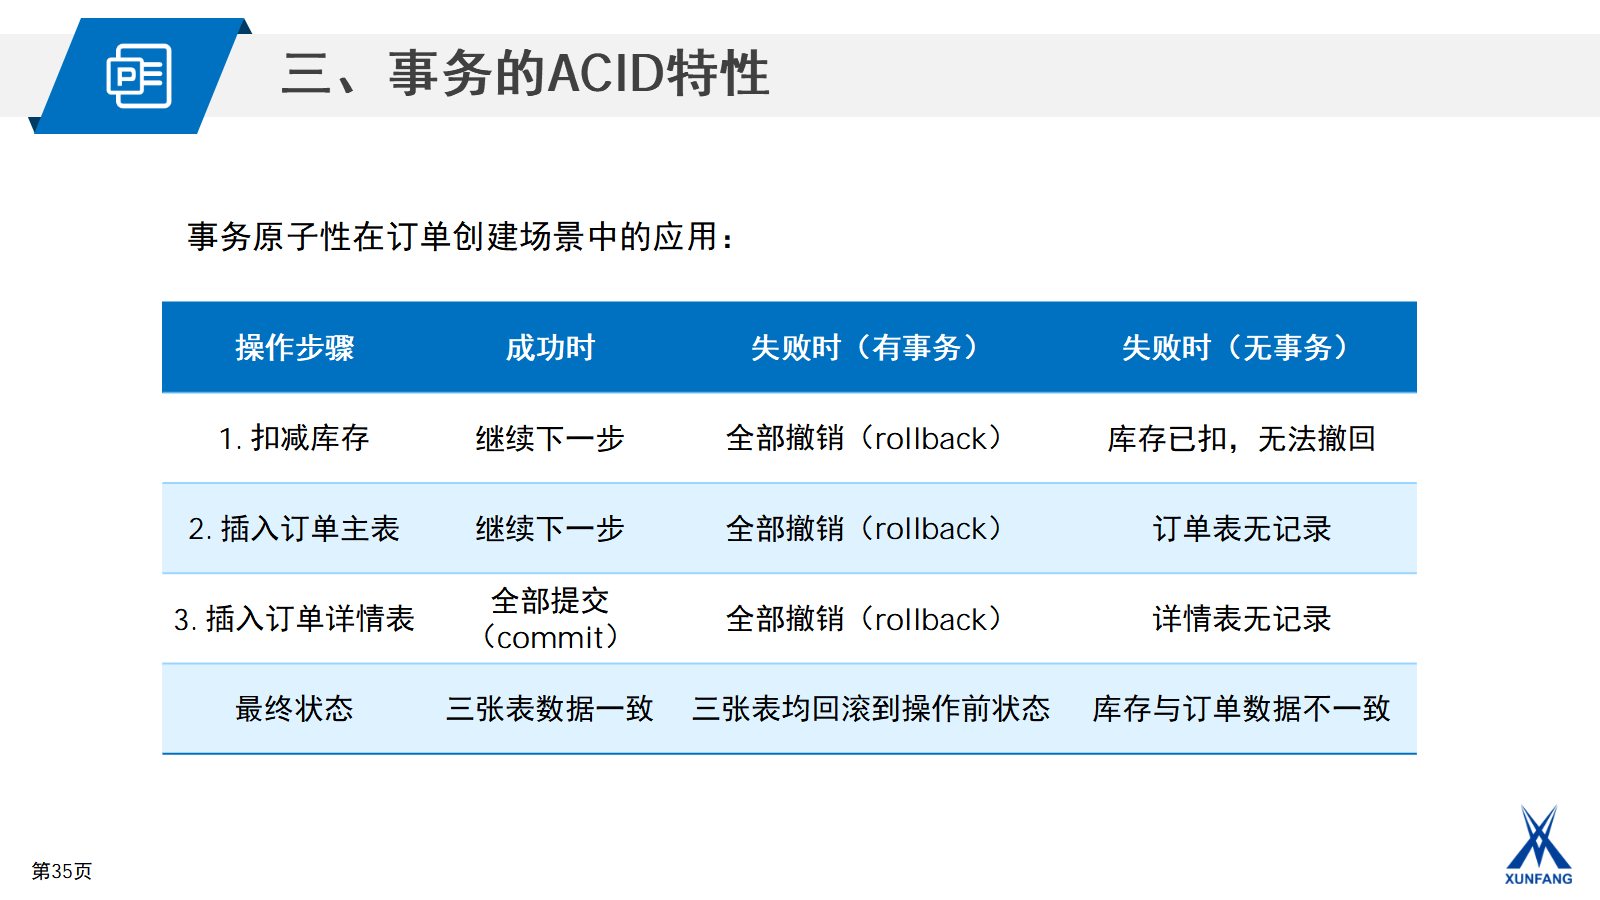 三、事务的ACID特性
事务原子性在订单创建场景中的应用：
操作步骤 成功时 失败时（有事务） 失败时（无事务）
1. 扣减库存 继续下一步 全部撤销（rollback） 库存已扣，无法撤回
2. 插入订单主表 继续下一步 全部撤销（rollback） 订单表无记录
3. 插入订单详情表 全部提交（commit） 全部撤销（rollback） 详情表无记录
最终状态 三张表数据一致 三张表均回滚到操作前状态 库存与订单数据不一致
第35页
XUNFANG